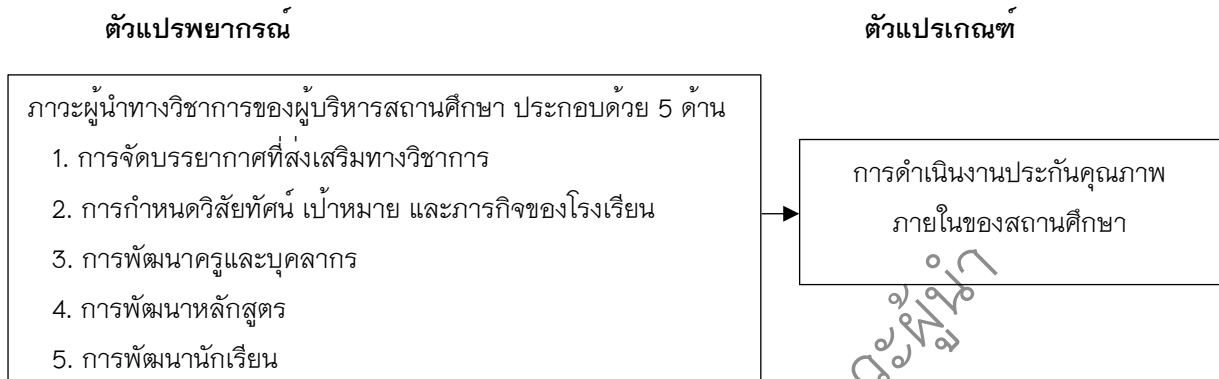 ตัวแปรพยากรณ์
ตัวแปรเกณฑ์
ภาวะผู้นำทางวิชาการของผู้บริหารสถานศึกษา ประกอบด้วย 5 ด้าน
1. การจัดบรรยากาศที่ส่งเสริมทางวิชาการ
2. การกำหนดวิสัยทัศน์ เป้าหมาย และภารกิจของโรงเรียน
3. การพัฒนาครูและบุคลากร
4. การพัฒนาหลักสูตร
5. การพัฒนานักเรียน
การดำเนินงานประกันคุณภาพ
ภายในของสถานศึกษา